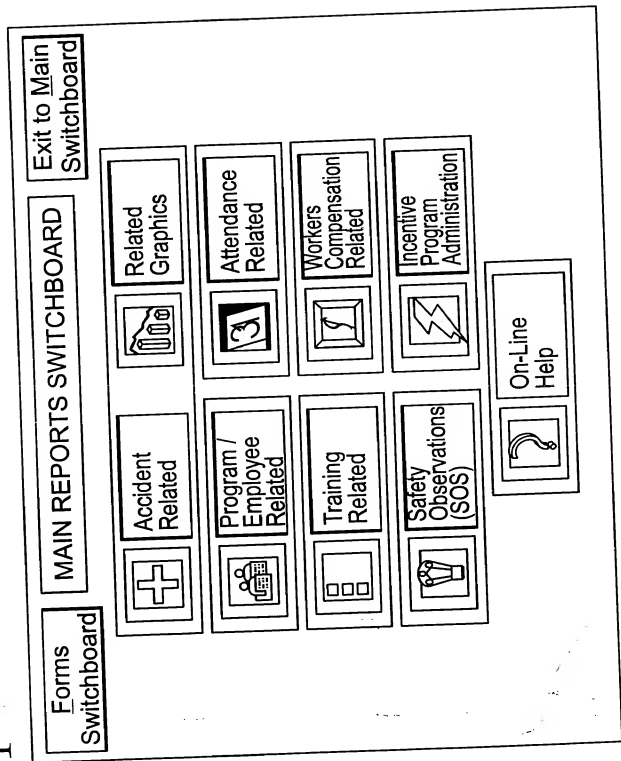 Forms
Switchboard
MAIN REPORTS SWITCHBOARD
Exit to Main
Switchboard
Accident
Related
Related
Graphics
Program /
Employee
Related
31
Attendance
Related
Training
Related
Workers
Compensation
Related
Safety
Observations
(SOS)
Incentive
Program
Administration
?
On-Line
Help